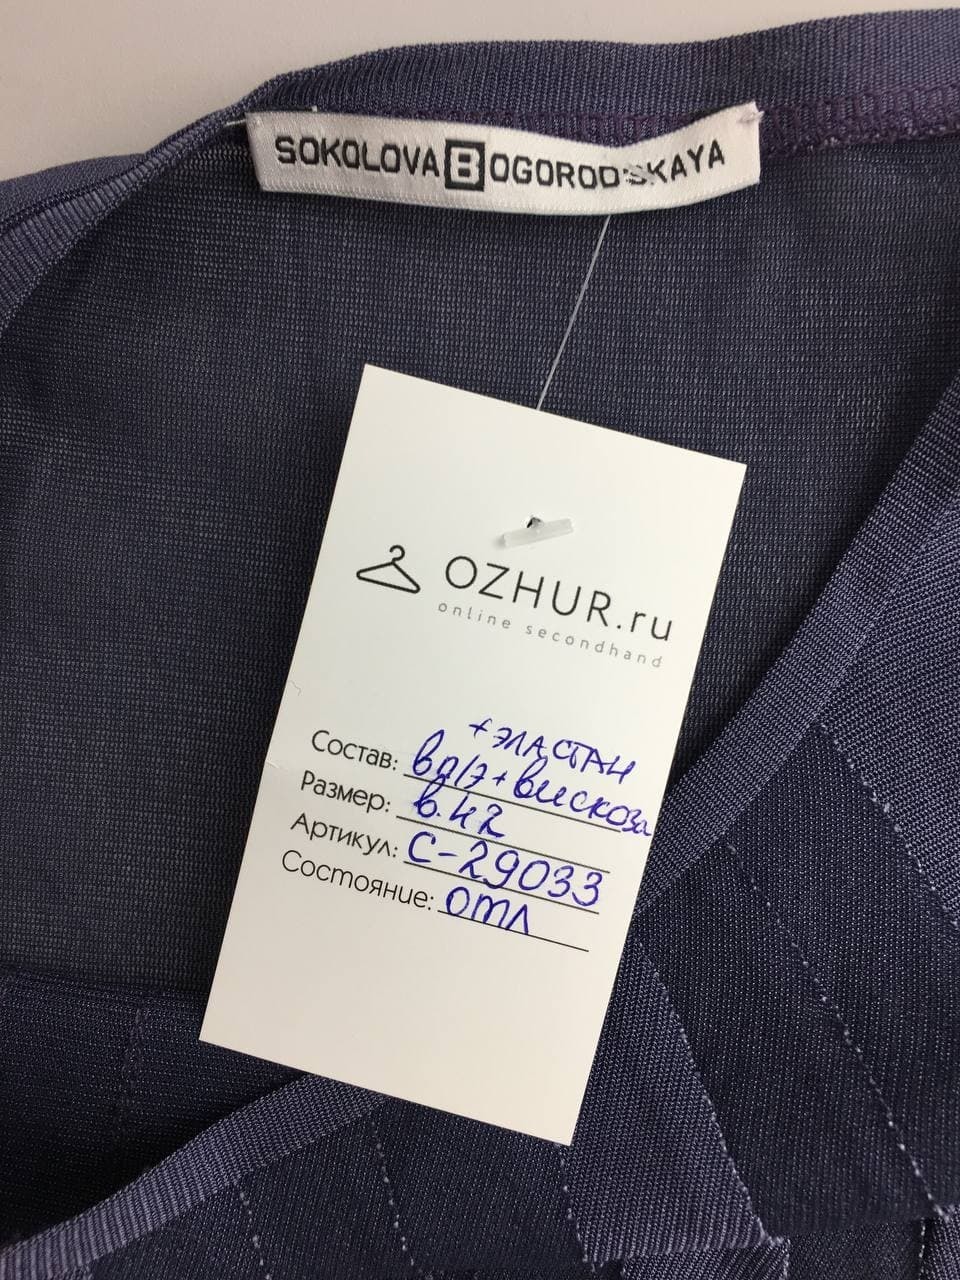 SOKOLOVA BOGORODSKAYA
OZHUR.ru
online secondhand
+ эластан
Состав: в п/э + вискоза
Размер: в. 42
Артикул: С-29033
Состояние: отл